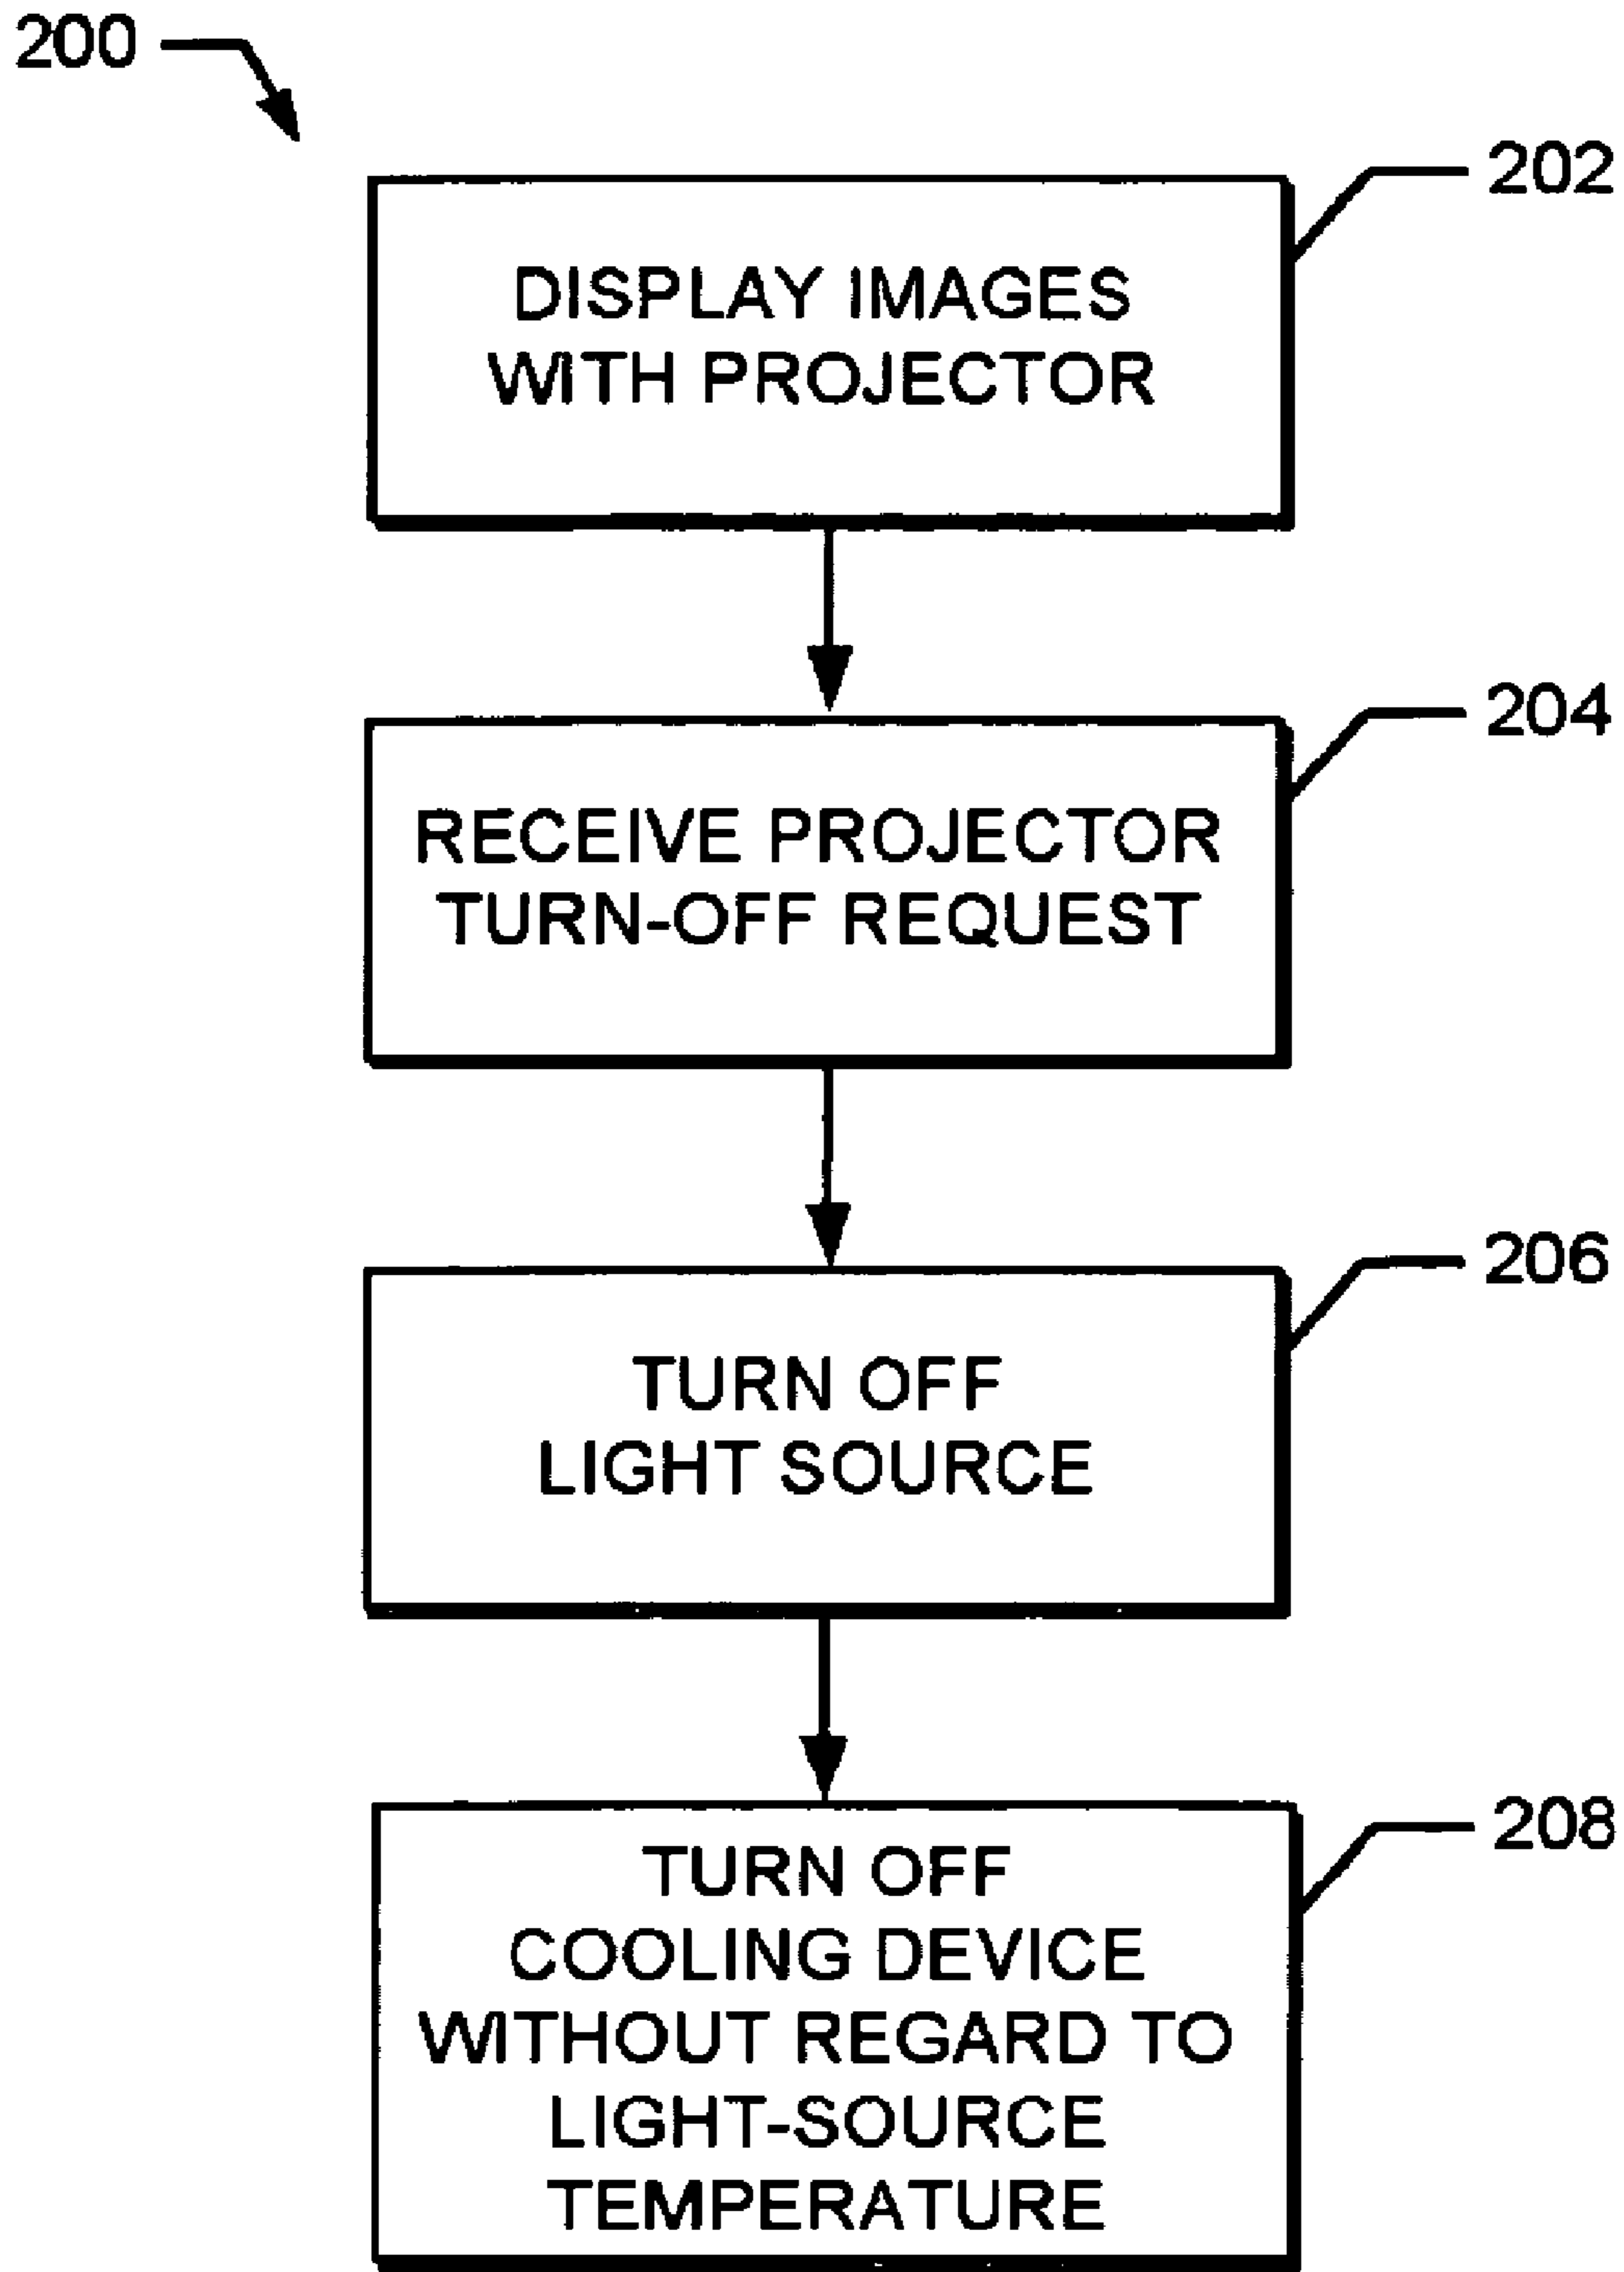 200
202
DISPLAY IMAGES
WITH PROJECTOR
204
RECEIVE PROJECTOR
TURN-OFF REQUEST
206
TURN OFF
LIGHT SOURCE
208
TURN OFF
COOLING DEVICE
WITHOUT REGARD TO
LIGHT-SOURCE
TEMPERATURE